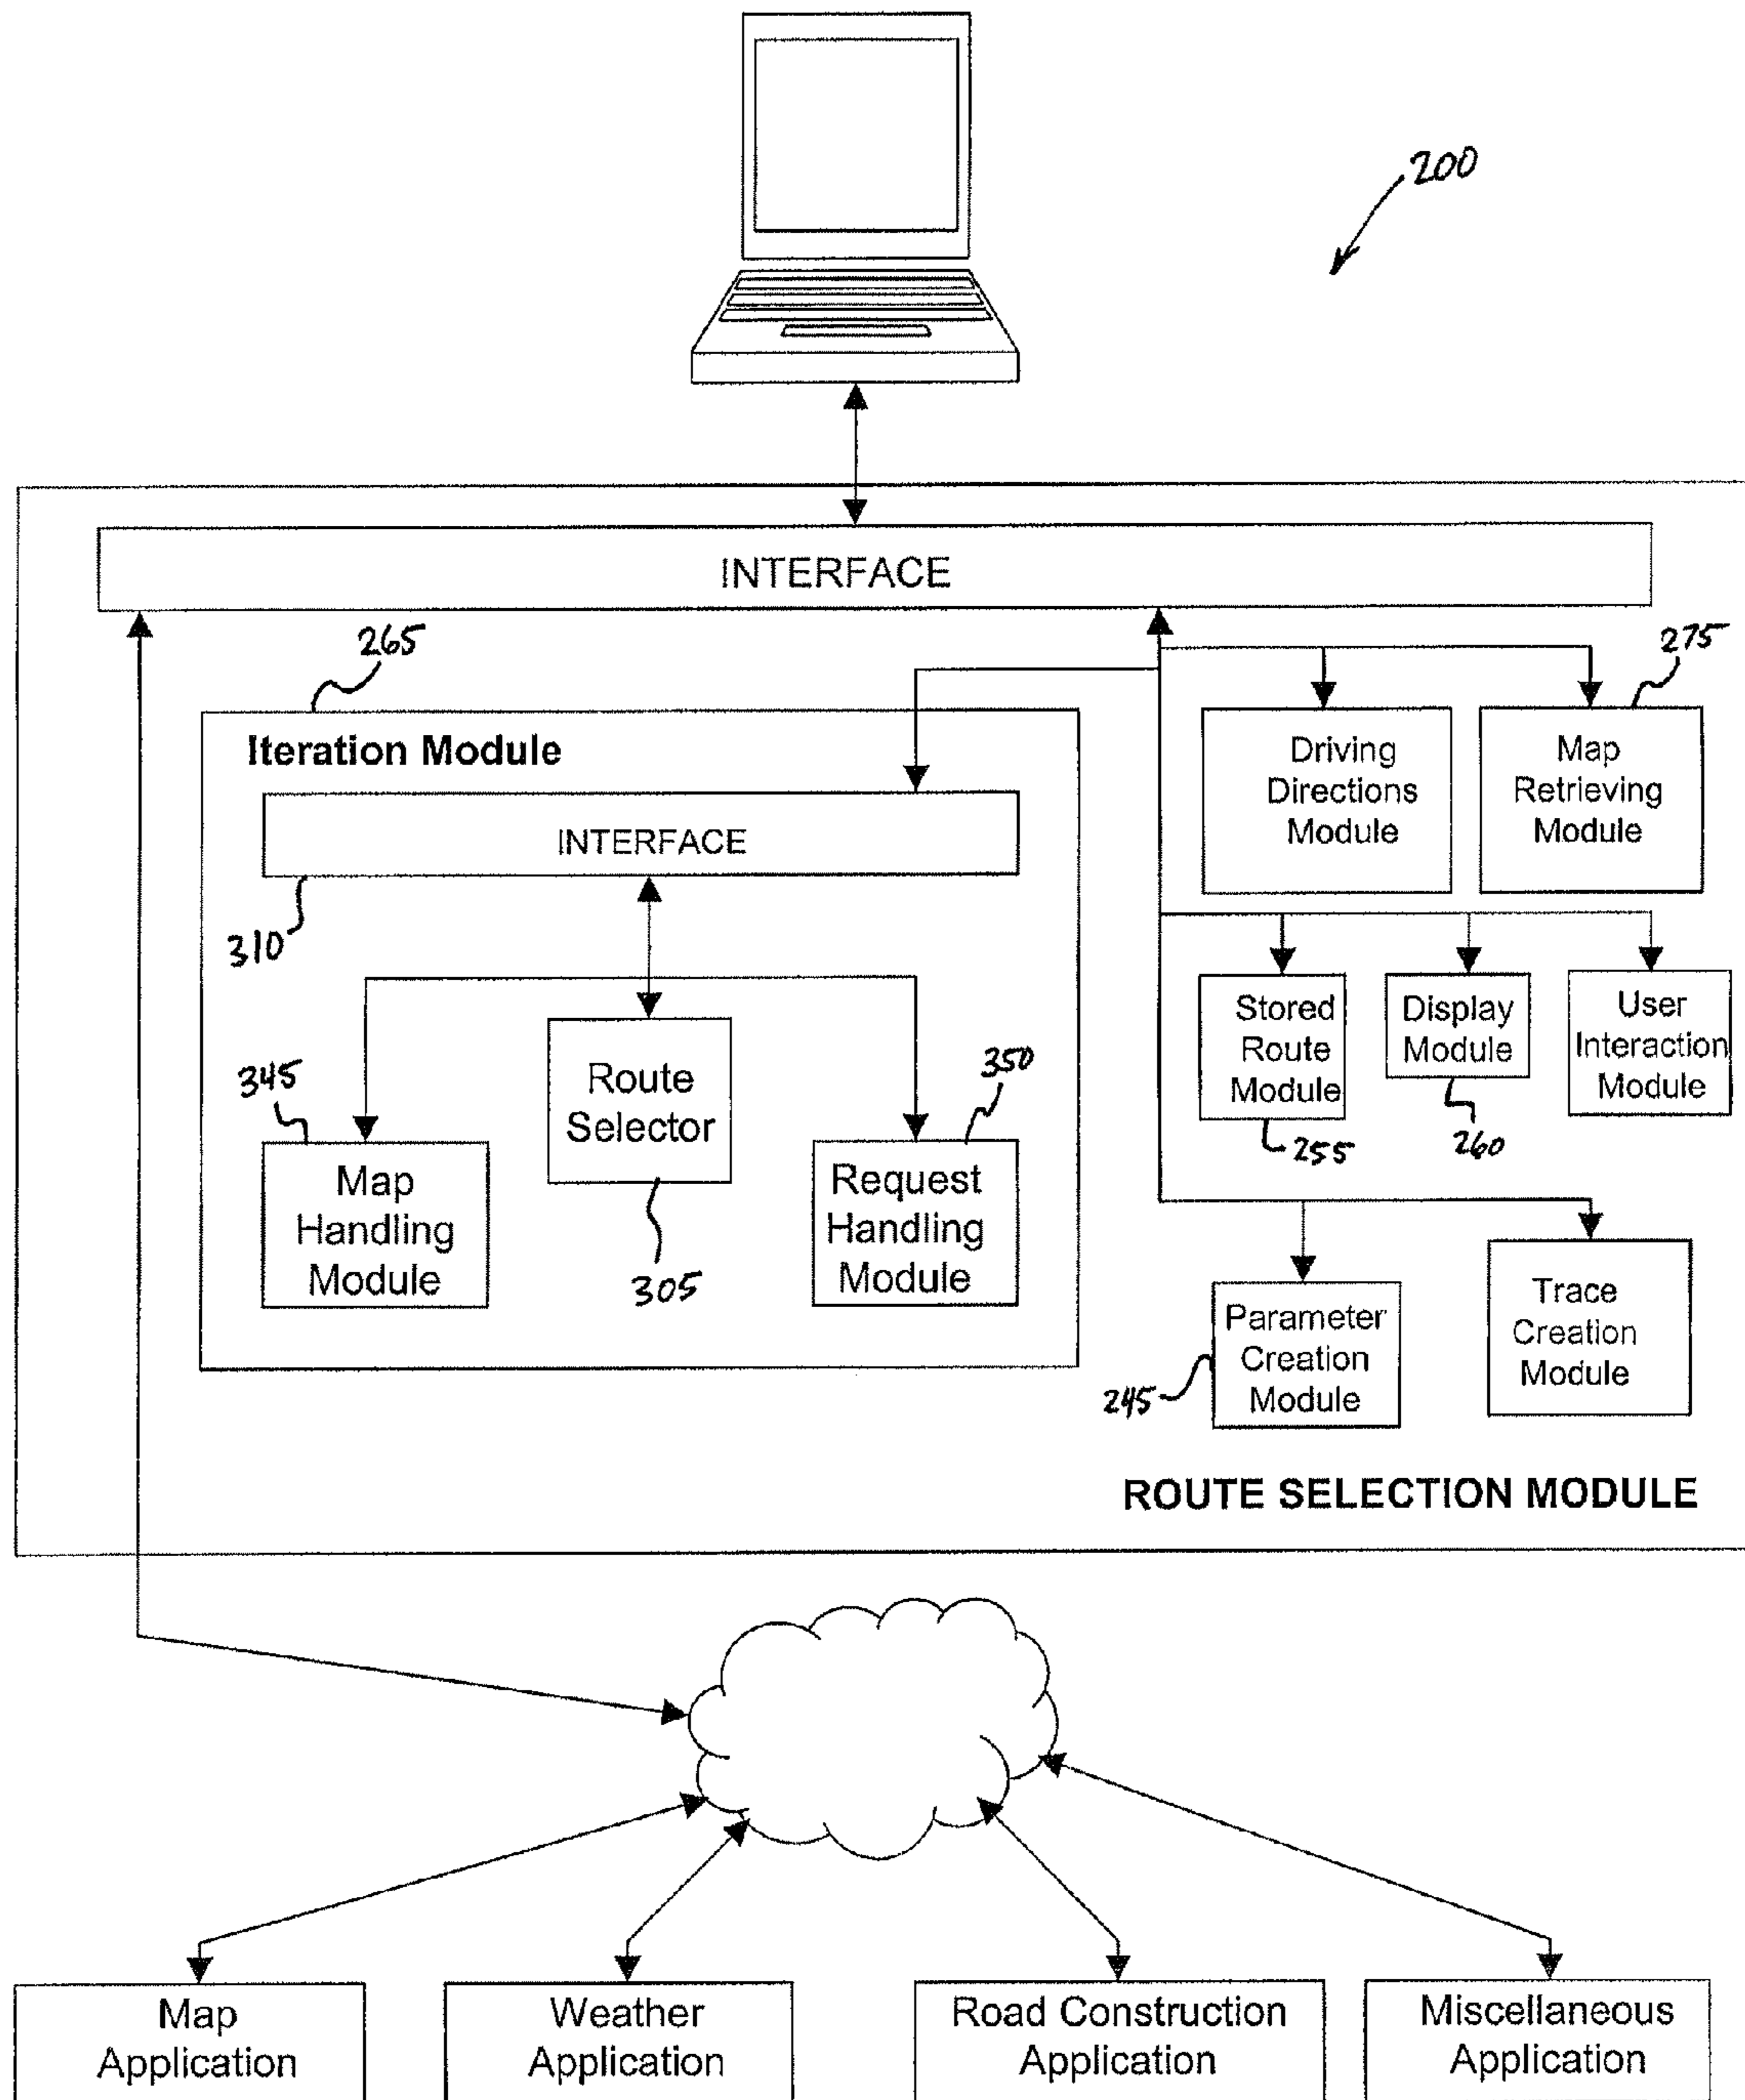 200
INTERFACE
265
275
Iteration Module
Driving
Directions
Module
Map
Retrieving
Module
INTERFACE
310
Stored
Route
Module
Display
Module
User
Interaction
Module
255
260
345
Route
Selector
350
Map
Handling
Module
305
Request
Handling
Module
Parameter
Creation
Module
Trace
Creation
Module
245
ROUTE SELECTION MODULE
Map
Application
Weather
Application
Road Construction
Application
Miscellaneous
Application